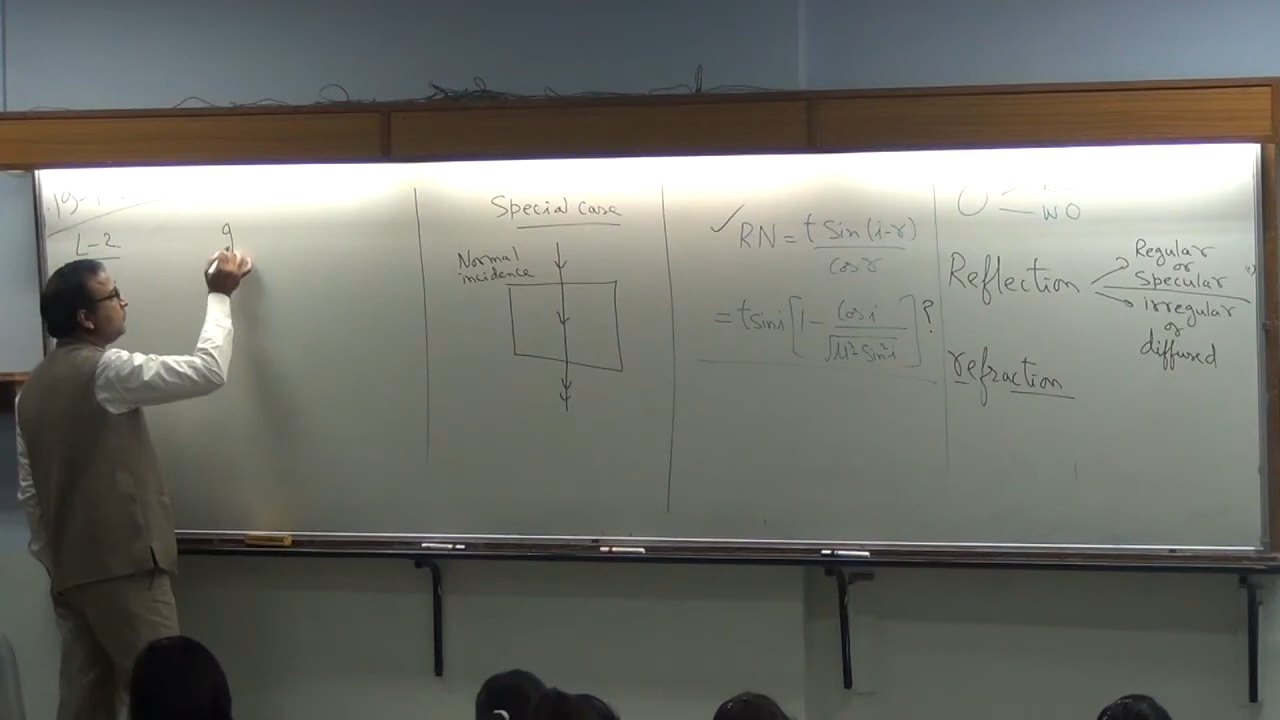 L-2
g
Special case
Normal
incidence
✓ RN = t Sin (i-r)
cos r
= t sin i [ 1 - Cos i ] ?
√μ² Sin²i
WO
Reflection
Regular
or
Specular
irregular
or
diffused
refraction